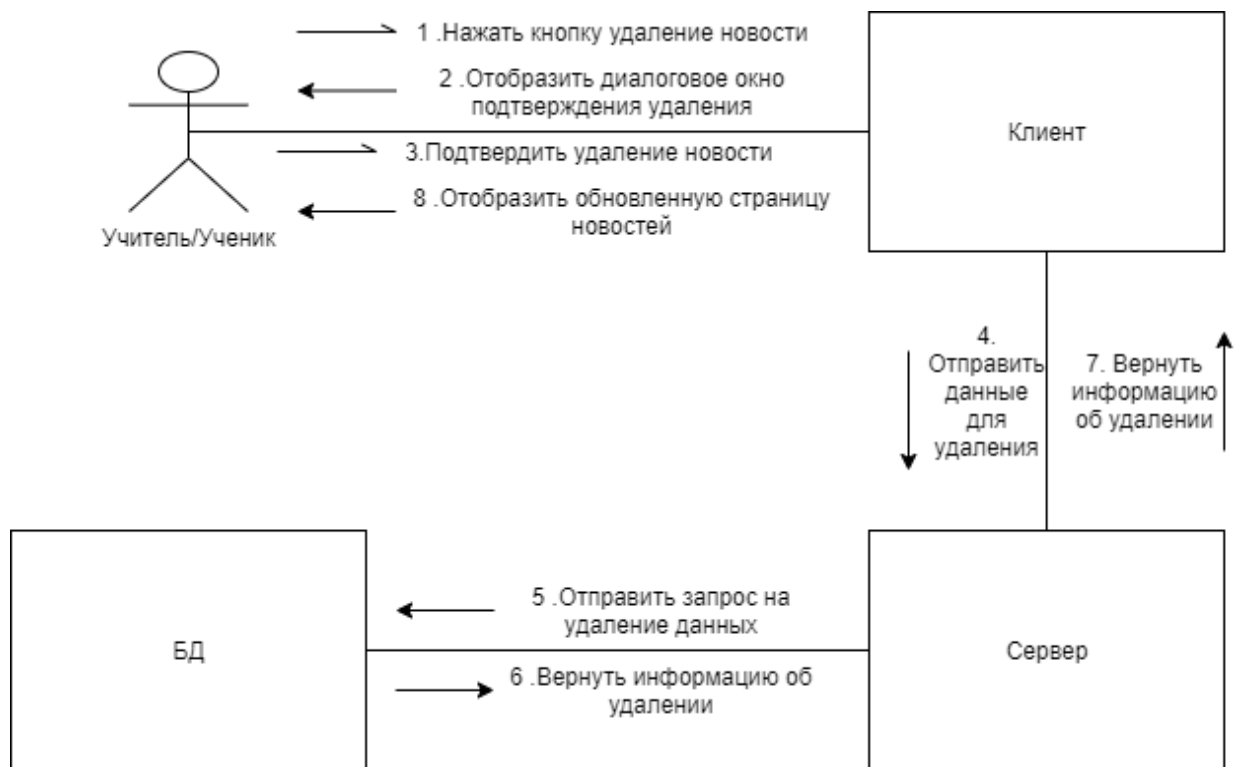 1 .Нажать кнопку удаление новости
2 .Отобразить диалоговое окно
подтверждения удаления
3.Подтвердить удаление новости
8 .Отобразить обновленную страницу
новостей
Учитель/Ученик
Клиент
4.
Отправить
данные
для
удаления
7. Вернуть
информацию
об удалении
5 .Отправить запрос на
удаление данных
6 .Вернуть информацию об
удалении
БД
Сервер